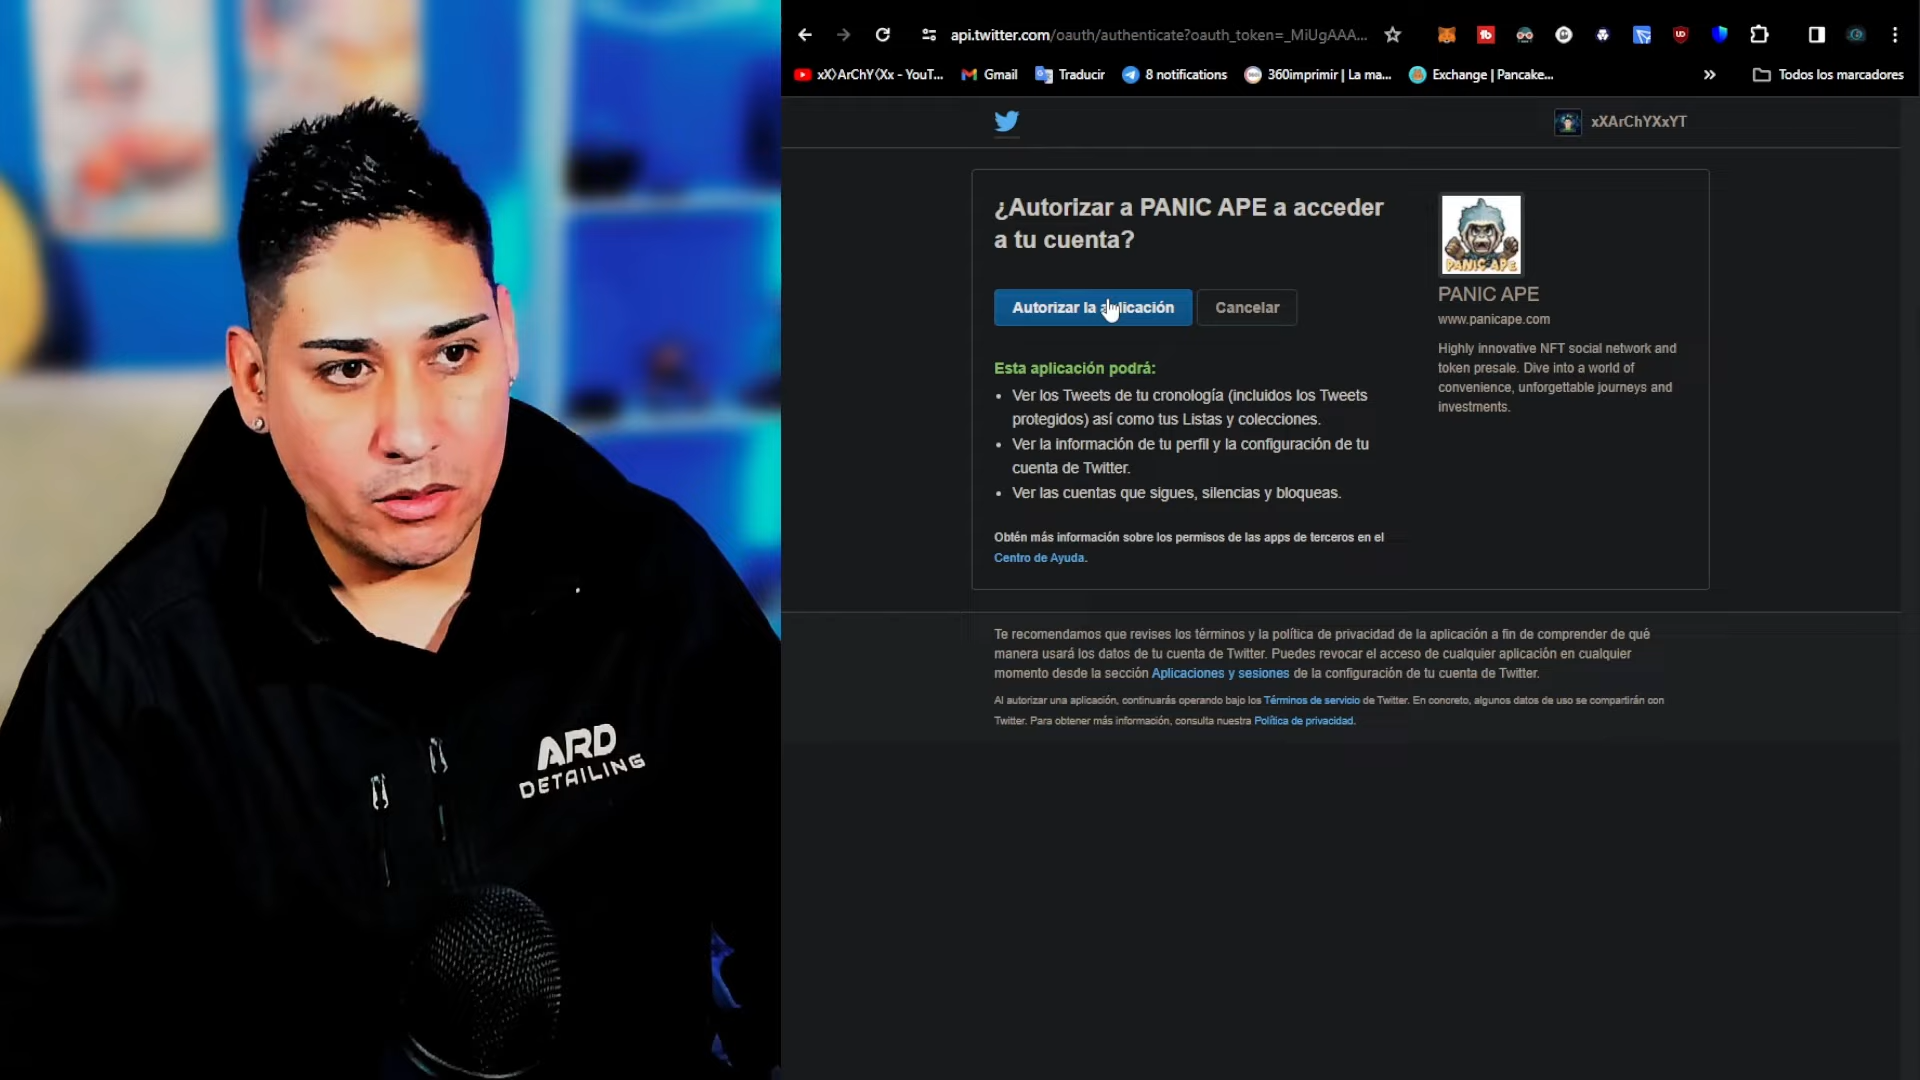 api.twitter.com/oauth/authenticate?oauth_token=_MiUgAAA...
xX)ArChY(Xx - YouT...
Gmail
Traducir
8 notifications
360imprimir | La ma...
Exchange | Pancake...
»
Todos los marcadores
xXArChYXxYT
¿Autorizar a PANIC APE a acceder
a tu cuenta?
Autorizar la aplicación
Cancelar
Esta aplicación podrá:
• Ver los Tweets de tu cronología (incluidos los Tweets
protegidos) así como tus Listas y colecciones.
• Ver la información de tu perfil y la configuración de tu
cuenta de Twitter.
• Ver las cuentas que sigues, silencias y bloqueas.
Obtén más información sobre los permisos de las apps de terceros en el
Centro de Ayuda.
PANIC APE
PANIC APE
www.panicape.com
Highly innovative NFT social network and
token presale. Dive into a world of
convenience, unforgettable journeys and
investments.
Te recomendamos que revises los términos y la política de privacidad de la aplicación a fin de comprender de qué
manera usará los datos de tu cuenta de Twitter. Puedes revocar el acceso de cualquier aplicación en cualquier
momento desde la sección Aplicaciones y sesiones de la configuración de tu cuenta de Twitter.
Al autorizar una aplicación, continuarás operando bajo los Términos de servicio de Twitter. En concreto, algunos datos de uso se compartirán con
Twitter. Para obtener más información, consulta nuestra Política de privacidad.
ARD
DETAILING